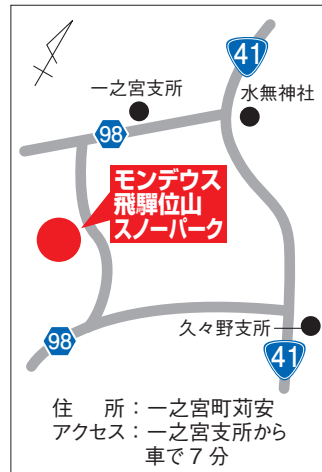 41
一之宮支所
水無神社
98
モンデウス
飛驒位山
スノーパーク
久々野支所
98
41
住　所：一之宮町苅安
アクセス：一之宮支所から
車で7分